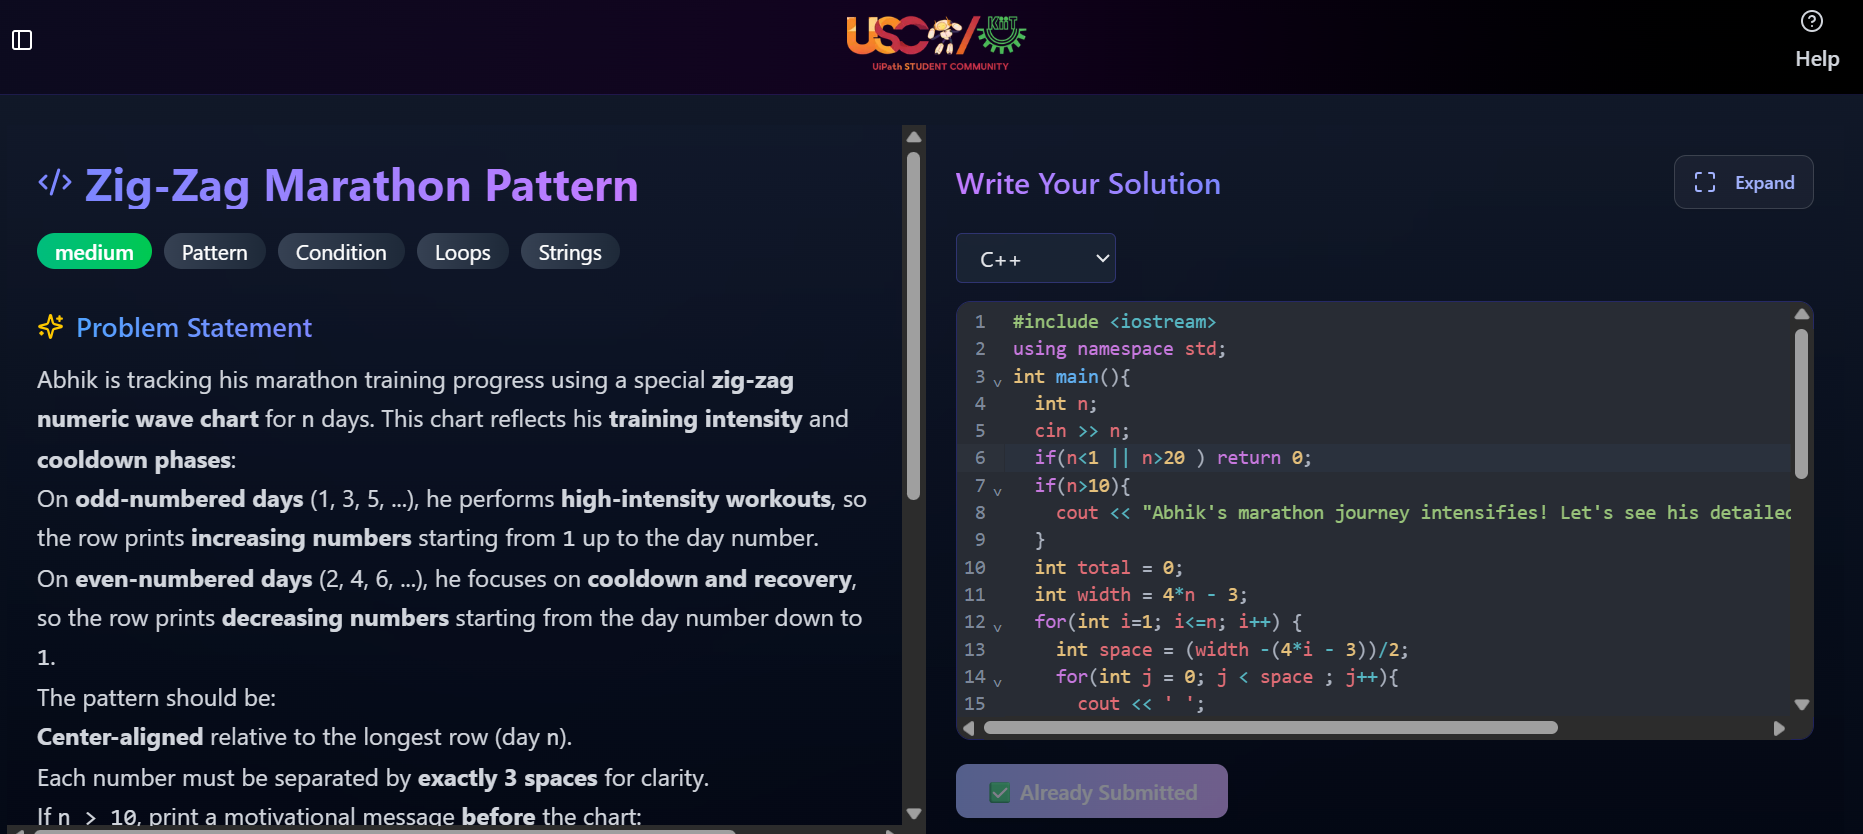 USC/KIIT
UiPath STUDENT COMMUNITY
Help
</> Zig-Zag Marathon Pattern
medium Pattern Condition Loops Strings
Problem Statement
Abhik is tracking his marathon training progress using a special zig-zag
numeric wave chart for n days. This chart reflects his training intensity and
cooldown phases:
On odd-numbered days (1, 3, 5, ...), he performs high-intensity workouts, so
the row prints increasing numbers starting from 1 up to the day number.
On even-numbered days (2, 4, 6, ...), he focuses on cooldown and recovery,
so the row prints decreasing numbers starting from the day number down to
1.
The pattern should be:
Center-aligned relative to the longest row (day n).
Each number must be separated by exactly 3 spaces for clarity.
If n > 10, print a motivational message before the chart:
Write Your Solution
Expand
C++
1 #include <iostream>
2 using namespace std;
3 int main(){
4 int n;
5 cin >> n;
6 if(n<1 || n>20 ) return 0;
7 if(n>10){
8 cout << "Abhik's marathon journey intensifies! Let's see his detailed
9 }
10 int total = 0;
11 int width = 4*n - 3;
12 for(int i=1; i<=n; i++) {
13 int space = (width -(4*i - 3))/2;
14 for(int j = 0; j < space ; j++){
15 cout << ' ';
Already Submitted